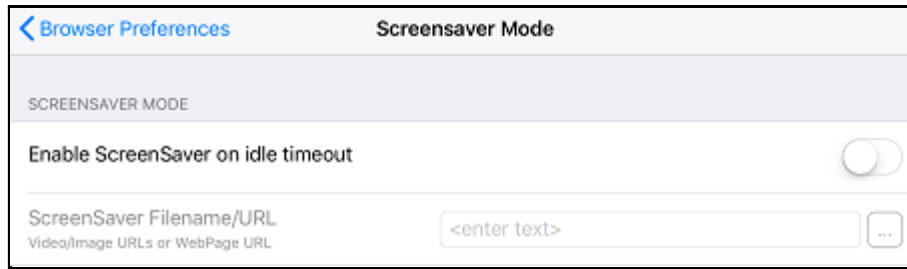 Browser Preferences Screensaver Mode
SCREENSAVER MODE
Enable ScreenSaver on idle timeout
ScreenSaver Filename/URL <enter text> ...
Video/Image URLs or WebPage URL